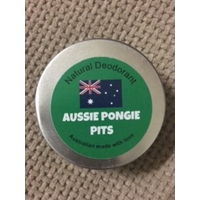 Natural Deodorant
AUSSIE PONGIE
PITS
Australian made with love